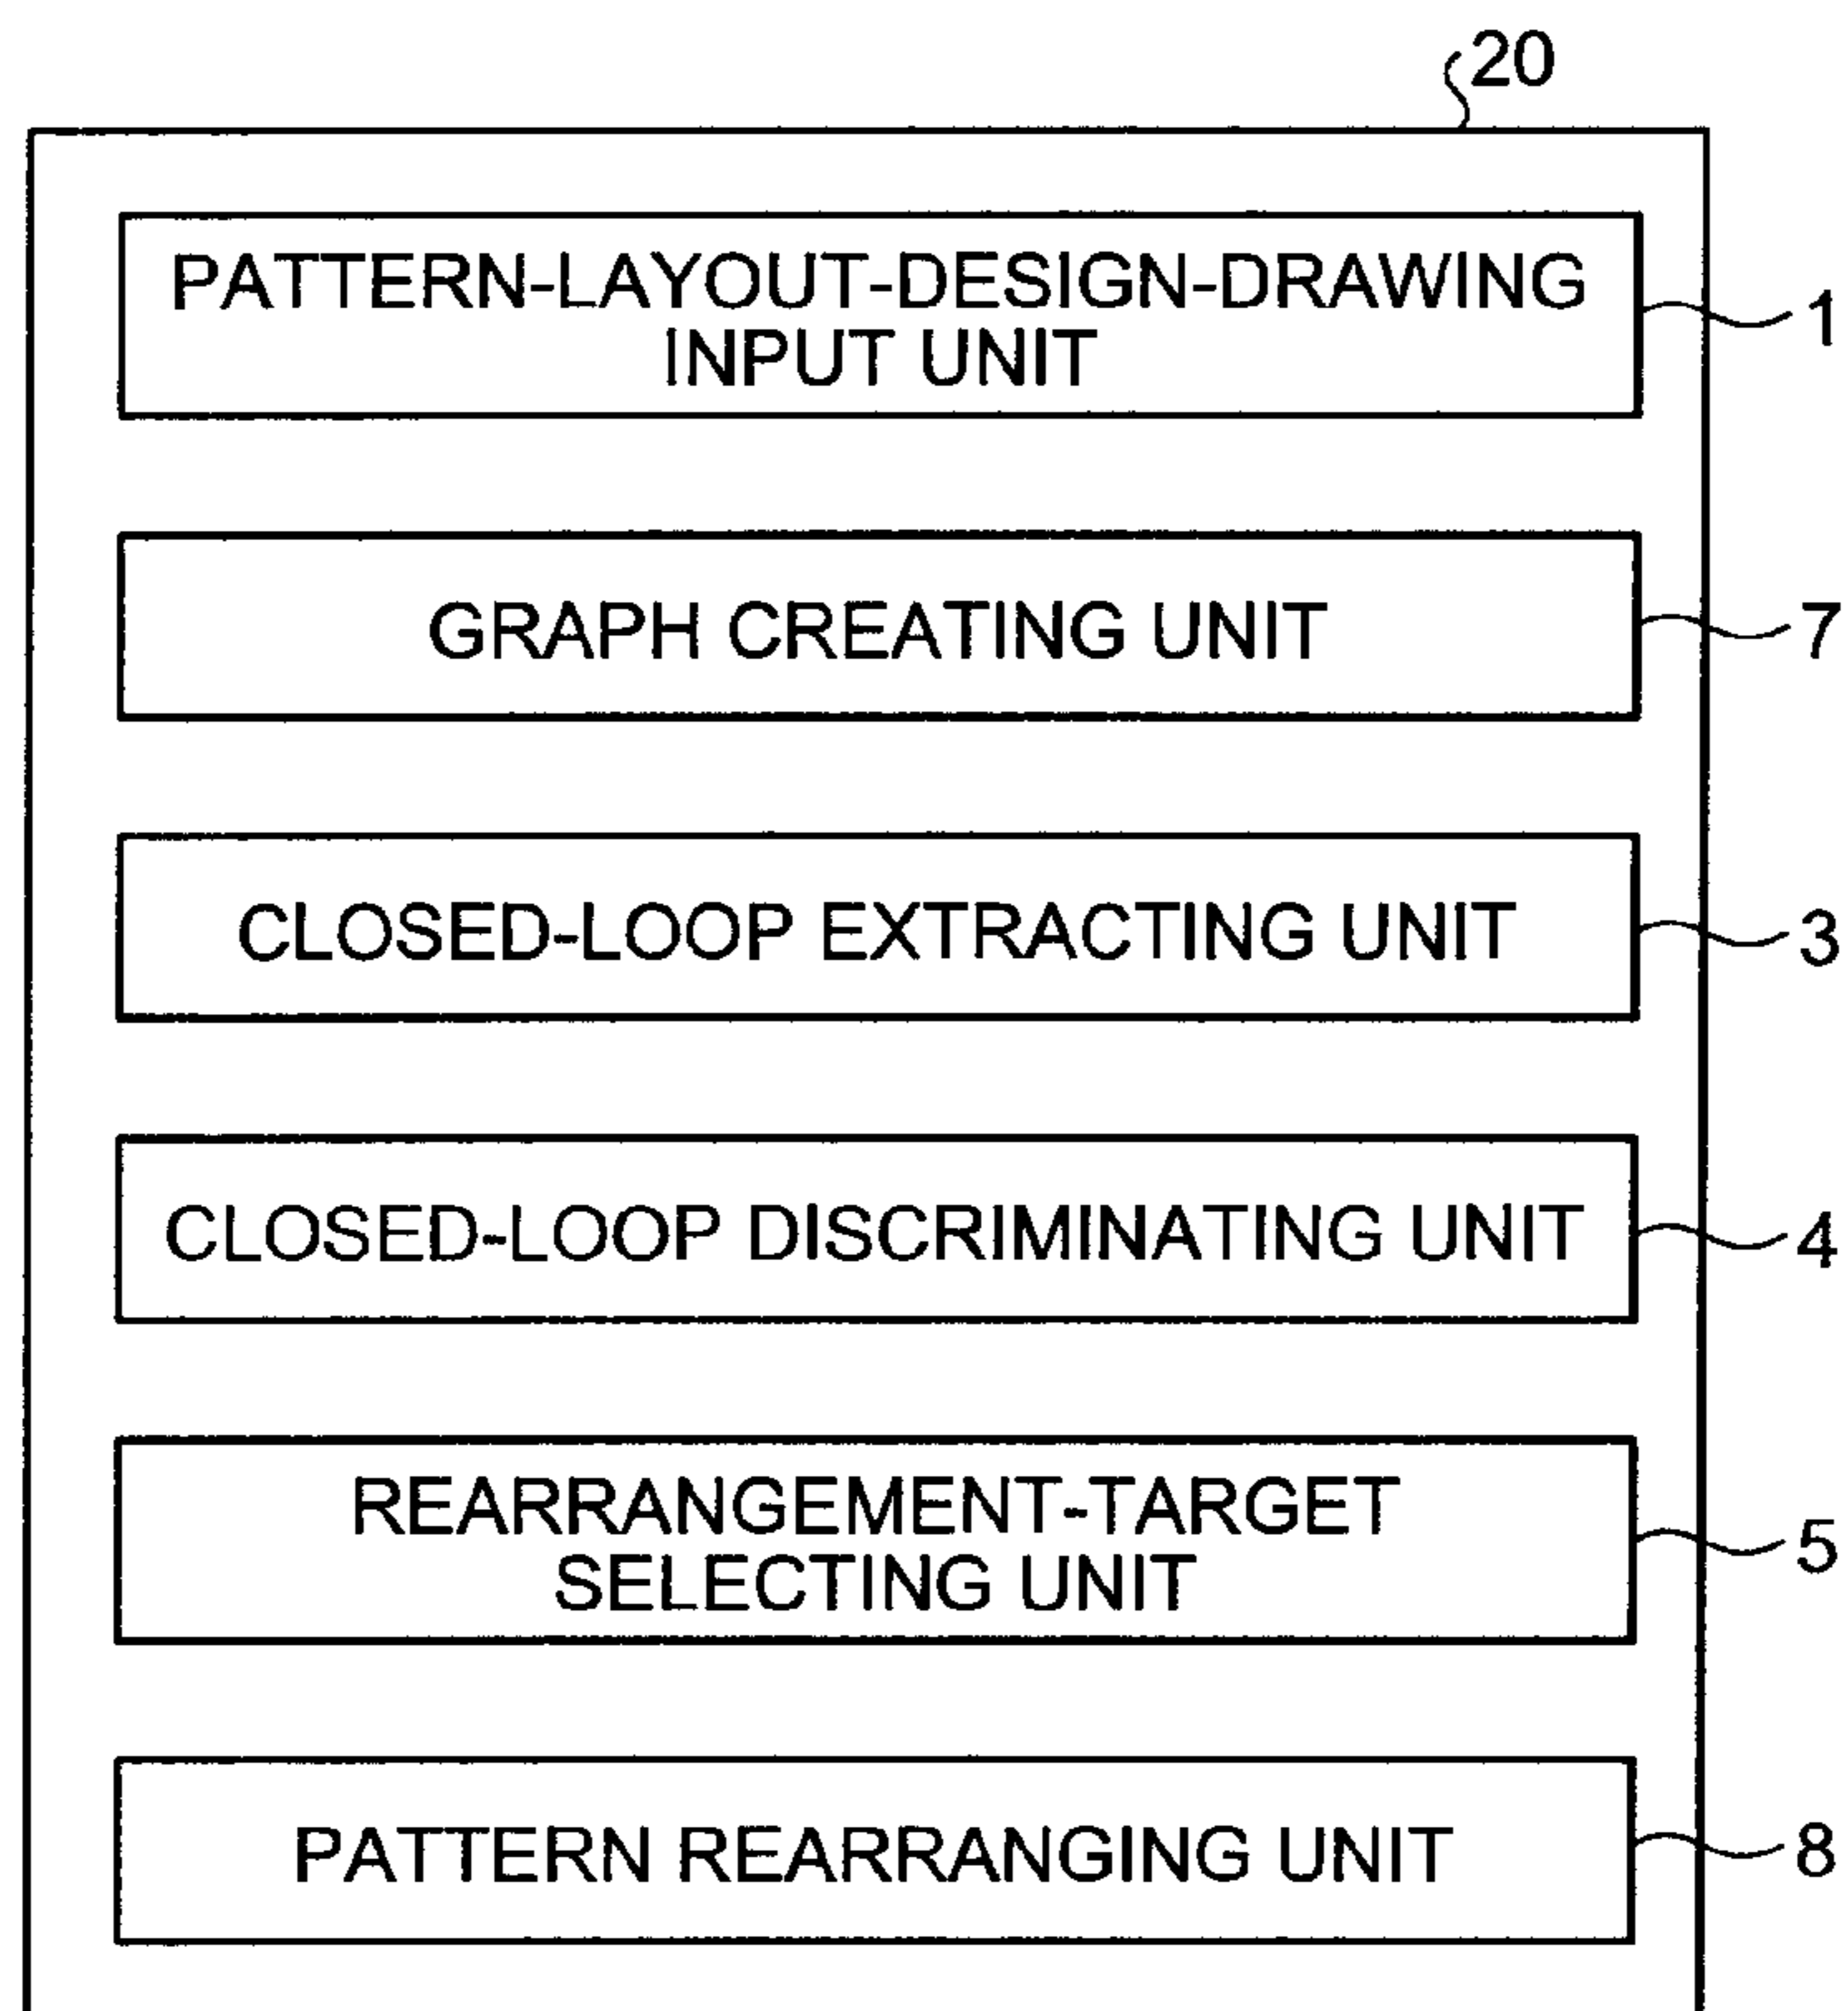 20
PATTERN-LAYOUT-DESIGN-DRAWING
INPUT UNIT
1
GRAPH CREATING UNIT
7
CLOSED-LOOP EXTRACTING UNIT
3
CLOSED-LOOP DISCRIMINATING UNIT
4
REARRANGEMENT-TARGET
SELECTING UNIT
5
PATTERN REARRANGING UNIT
8